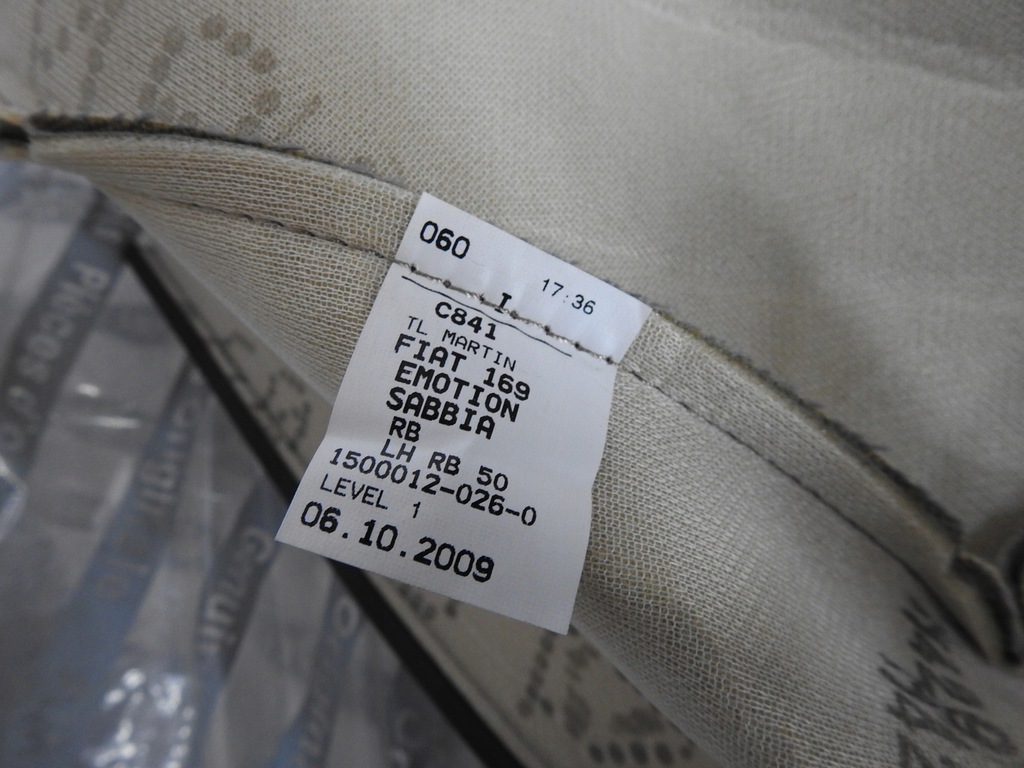 060
17:36
I
C841
TL MARTIN
FIAT 169
EMOTION
SABBIA
RB
LH RB 50
1500012-026-0
LEVEL 1
06.10.2009